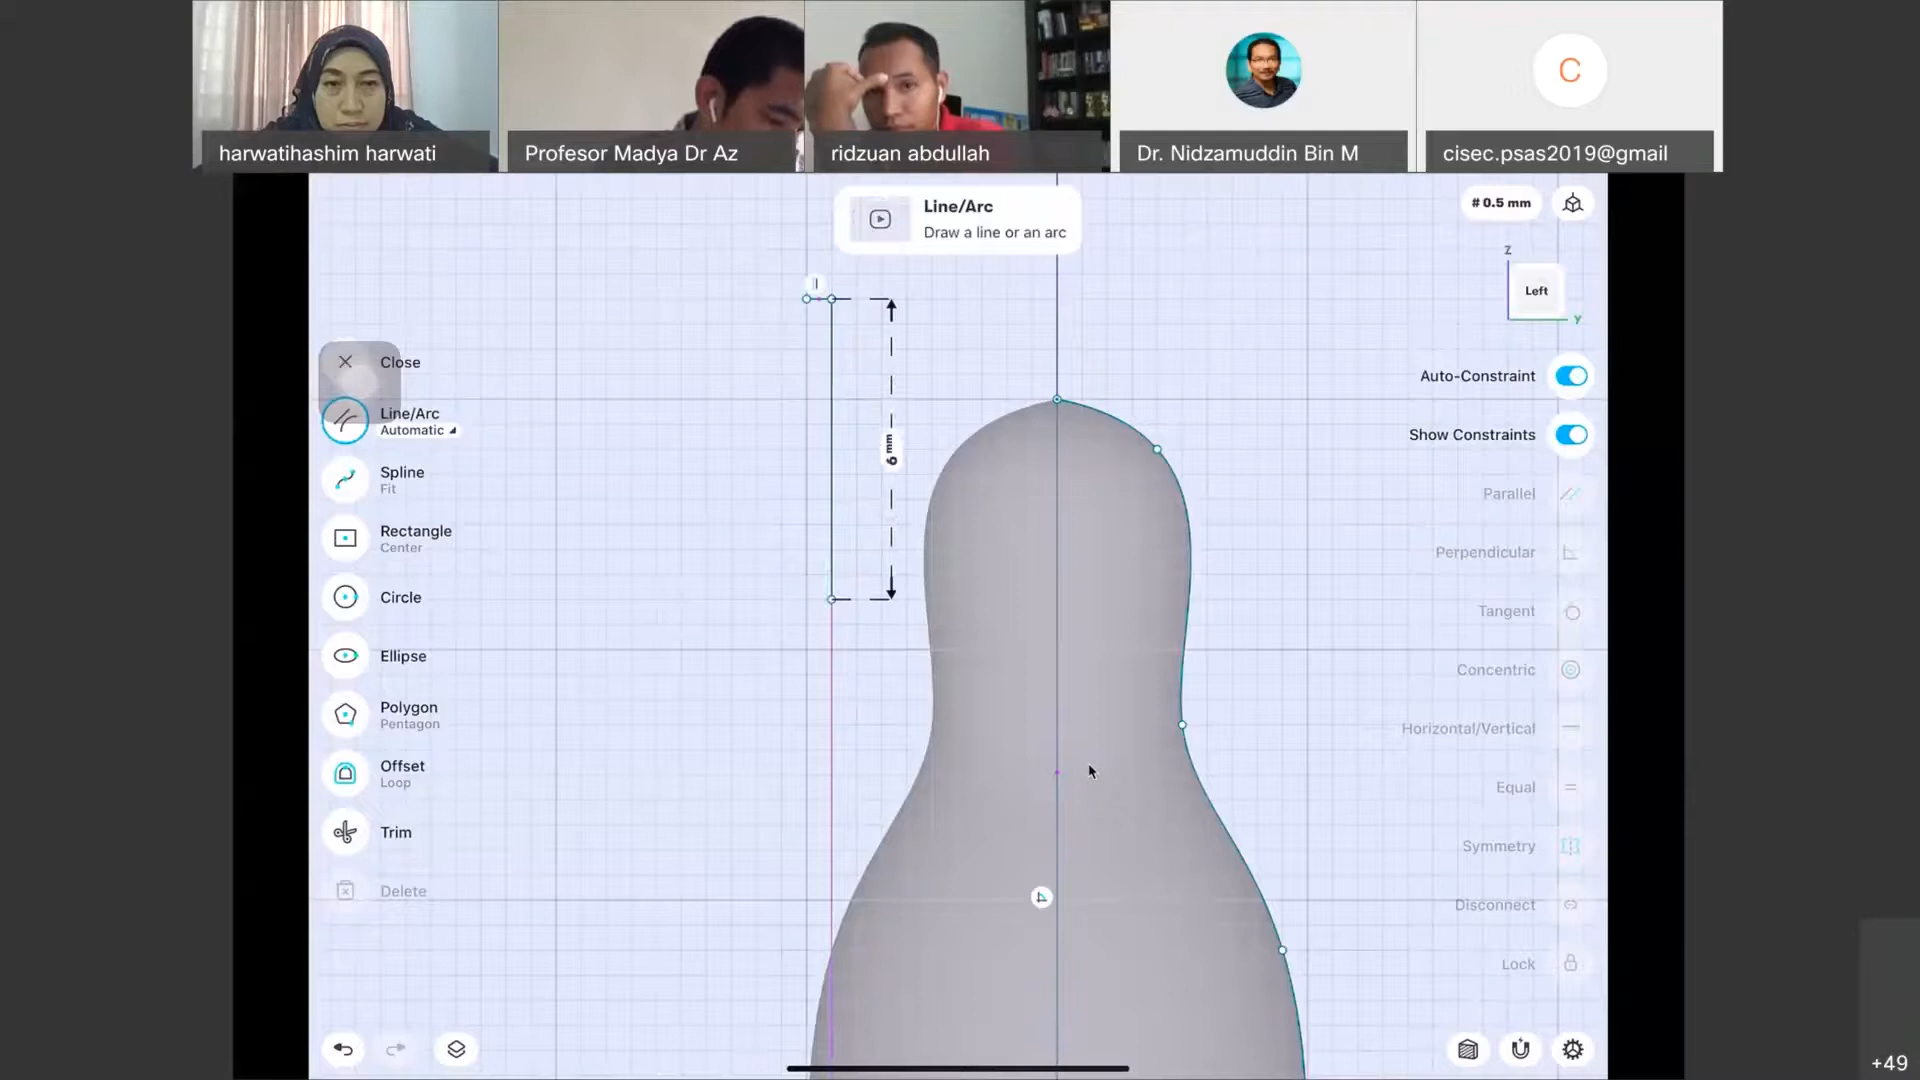 harwatihashim harwati
Profesor Madya Dr Az
ridzuan abdullah
Dr. Nidzamuddin Bin M
C
cisec.psas2019@gmail
Line/Arc
Draw a line or an arc
# 0.5 mm
Z
Left
Y
Close
Line/Arc
Automatic
Spline
Fit
Rectangle
Center
Circle
Ellipse
Polygon
Pentagon
Offset
Loop
Trim
Delete
6 mm
Auto-Constraint
Show Constraints
Parallel
Perpendicular
Tangent
Concentric
Horizontal/Vertical
Equal
Symmetry
Disconnect
Lock
+49